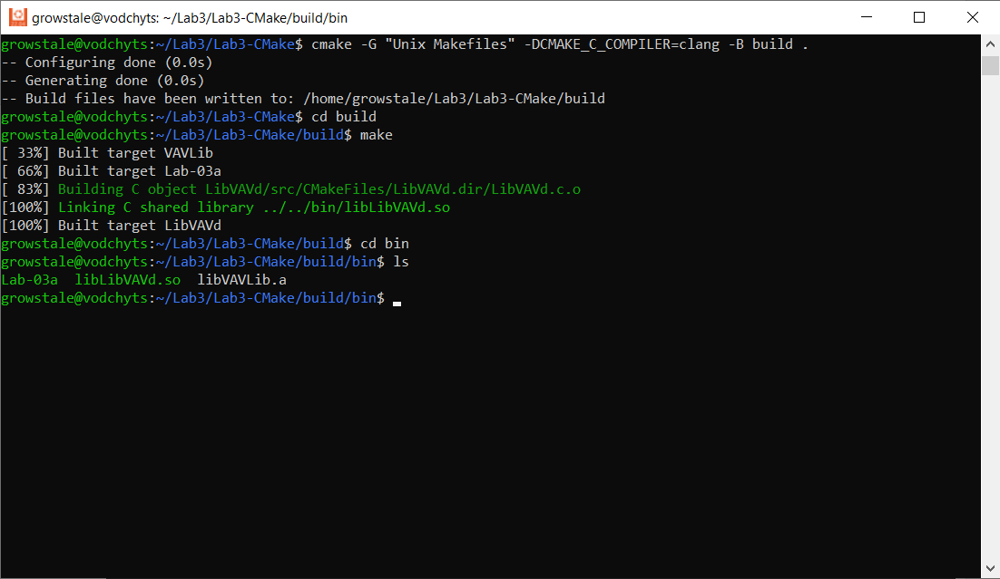 growstale@vodchyts: ~/Lab3/Lab3-CMake/build/bin
growstale@vodchyts:~/Lab3/Lab3-CMake$ cmake -G "Unix Makefiles" -DCMAKE_C_COMPILER=clang -B build .
-- Configuring done (0.0s)
-- Generating done (0.0s)
-- Build files have been written to: /home/growstale/Lab3/Lab3-CMake/build
growstale@vodchyts:~/Lab3/Lab3-CMake$ cd build
growstale@vodchyts:~/Lab3/Lab3-CMake/build$ make
[ 33%] Built target VAVLib
[ 66%] Built target Lab-03a
[ 83%] Building C object LibVAVd/src/CMakeFiles/LibVAVd.dir/LibVAVd.c.o
[100%] Linking C shared library ../../bin/libLibVAVd.so
[100%] Built target LibVAVd
growstale@vodchyts:~/Lab3/Lab3-CMake/build$ cd bin
growstale@vodchyts:~/Lab3/Lab3-CMake/build/bin$ ls
Lab-03a  libLibVAVd.so  libVAVLib.a
growstale@vodchyts:~/Lab3/Lab3-CMake/build/bin$